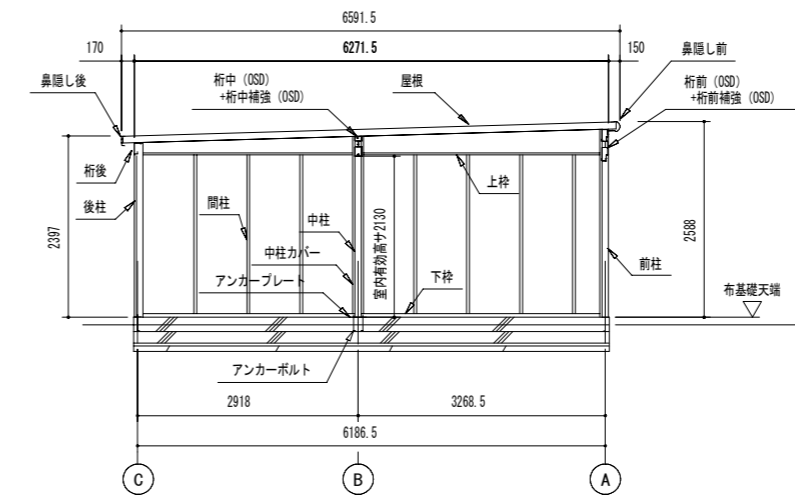 6591.5
170
6271.5
150
鼻隠し後
桁中（OSD）
+桁中補強（OSD）
屋根
鼻隠し前
桁前（OSD）
+桁前補強（OSD）
桁後
後柱
間柱
中柱
上枠
中柱カバー
アンカープレート
室内有効高サ2130
下枠
前柱
2397
2588
布基礎天端
アンカーボルト
2918
3268.5
6186.5
C
B
A